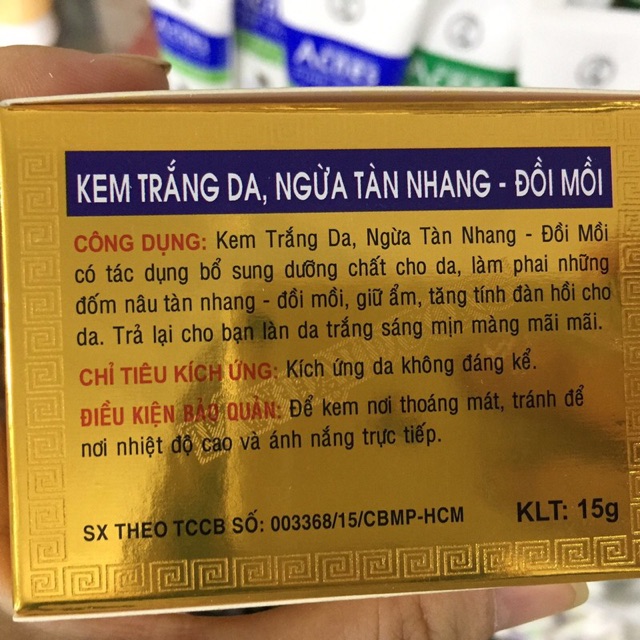 ACNES
KEM TRẮNG DA, NGỪA TÀN NHANG - ĐỒI MỒI
CÔNG DỤNG: Kem Trắng Da, Ngừa Tàn Nhang - Đồi Mồi
có tác dụng bổ sung dưỡng chất cho da, làm phai những
đốm nâu tàn nhang - đồi mồi, giữ ẩm, tăng tính đàn hồi cho
da. Trả lại cho bạn làn da trắng sáng mịn màng mãi mãi.
CHỈ TIÊU KÍCH ỨNG: Kích ứng da không đáng kể.
ĐIỀU KIỆN BẢO QUẢN: Để kem nơi thoáng mát, tránh để
nơi nhiệt độ cao và ánh nắng trực tiếp.
SX THEO TCCB SỐ: 003368/15/CBMP-HCM
KLT: 15g